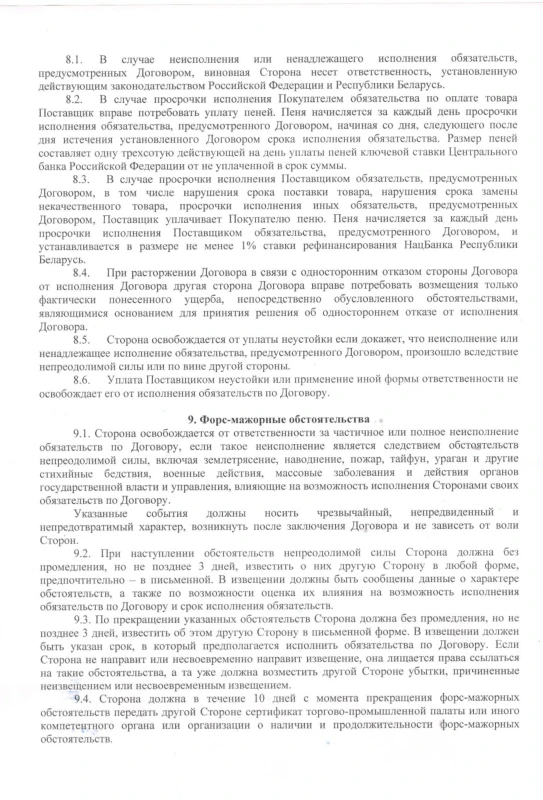 8.1. В случае неисполнения или ненадлежащего исполнения обязательств,
предусмотренных Договором, виновная Сторона несет ответственность, установленную
действующим законодательством Российской Федерации и Республики Беларусь.
8.2. В случае просрочки исполнения Покупателем обязательства по оплате товара
Поставщик вправе потребовать уплату пеней. Пеня начисляется за каждый день просрочки
исполнения обязательства, предусмотренного Договором, начиная со дня, следующего после
дня истечения установленного Договором срока исполнения обязательства. Размер пеней
составляет одну трехсотую действующей на день уплаты пеней ключевой ставки Центрального
банка Российской Федерации от не уплаченной в срок суммы.
8.3. В случае просрочки исполнения Поставщиком обязательств, предусмотренных
Договором, в том числе нарушения срока поставки товара, нарушения срока замены
некачественного товара, просрочки исполнения иных обязательств, предусмотренных
Договором, Поставщик уплачивает Покупателю пеню. Пеня начисляется за каждый день
просрочки исполнения Поставщиком обязательства, предусмотренного Договором, и
устанавливается в размере не менее 1% ставки рефинансирования НацБанка Республики
Беларусь.
8.4. При расторжении Договора в связи с односторонним отказом стороны Договора
от исполнения Договора другая сторона Договора вправе потребовать возмещения только
фактически понесенного ущерба, непосредственно обусловленного обстоятельствами,
являющимися основанием для принятия решения об одностороннем отказе от исполнения
Договора.
8.5. Сторона освобождается от уплаты неустойки если докажет, что неисполнение или
ненадлежащее исполнение обязательства, предусмотренного Договором, произошло вследствие
непреодолимой силы или по вине другой стороны.
8.6. Уплата Поставщиком неустойки или применение иной формы ответственности не
освобождает его от исполнения обязательств по Договору.
9. Форс-мажорные обстоятельства
9.1. Сторона освобождается от ответственности за частичное или полное неисполнение
обязательств по Договору, если такое неисполнение является следствием обстоятельств
непреодолимой силы, включая землетрясение, наводнение, пожар, тайфун, ураган и другие
стихийные бедствия, военные действия, массовые заболевания и действия органов
государственной власти и управления, влияющие на возможность исполнения Сторонами своих
обязательств по Договору.
Указанные события должны носить чрезвычайный, непредвиденный и
непредотвратимый характер, возникнуть после заключения Договора и не зависеть от воли
Сторон.
9.2. При наступлении обстоятельств непреодолимой силы Сторона должна без
промедления, но не позднее 3 дней, известить о них другую Сторону в любой форме,
предпочтительно – в письменной. В извещении должны быть сообщены данные о характере
обстоятельств, а также по возможности оценка их влияния на возможность исполнения
обязательств по Договору и срок исполнения обязательств.
9.3. По прекращении указанных обстоятельств Сторона должна без промедления, но не
позднее 3 дней, известить об этом другую Сторону в письменной форме. В извещении должен
быть указан срок, в который предполагается исполнить обязательства по Договору. Если
Сторона не направит или несвоевременно направит извещение, она лищается права ссылаться
на такие обстоятельства, а та уже должна возместить другой Стороне убытки, причиненные
неизвещением или несвоевременным извещением.
9.4. Сторона должна в течение 10 дней с момента прекращения форс-мажорных
обстоятельств передать другой Стороне сертификат торгово-промышленной палаты или иного
компетентного органа или организации о наличии и продолжительности форс-мажорных
обстоятельств.